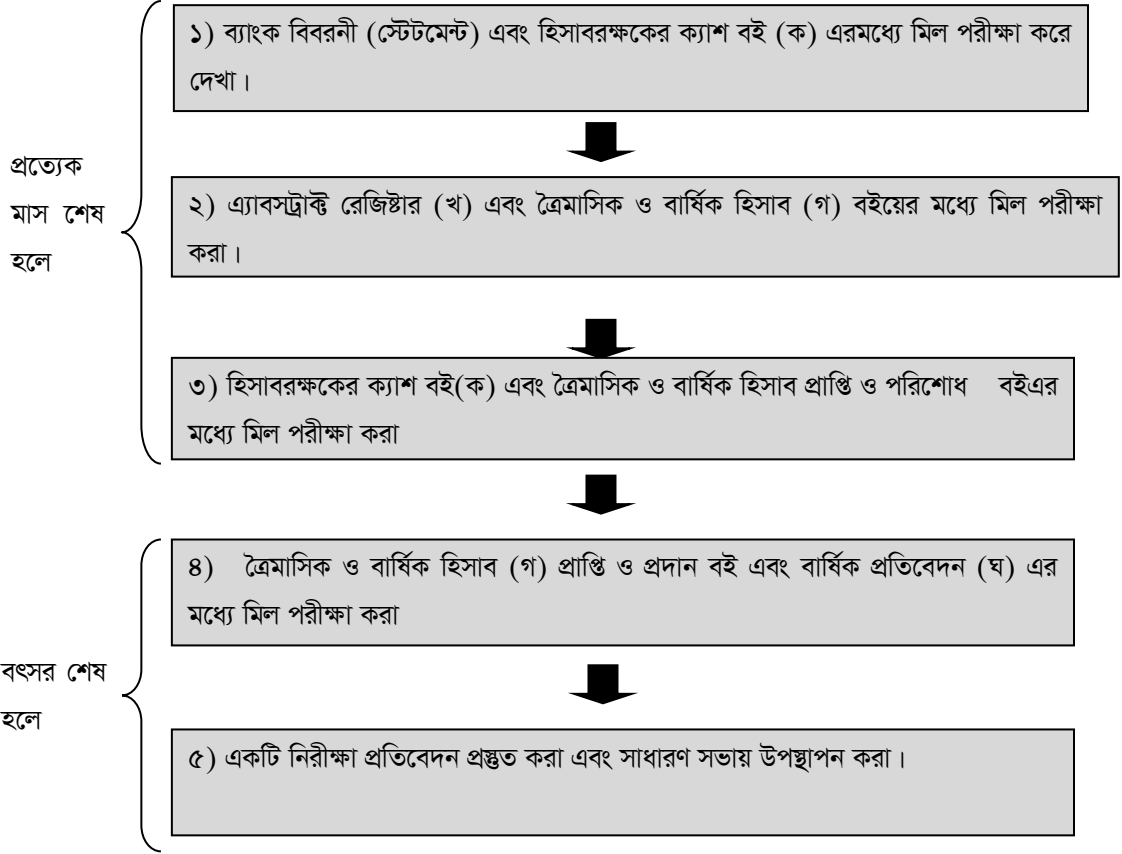 ১) ব্যাংক বিবরনী (স্টেটমেন্ট) এবং হিসাবরক্ষকের ক্যাশ বই (ক) এরমধ্যে মিল পরীক্ষা করে
দেখা।
প্রত্যেক
মাস শেষ
হলে
২) এ্যাবসট্রাক্ট রেজিষ্টার (খ) এবং ত্রৈমাসিক ও বার্ষিক হিসাব (গ) বইয়ের মধ্যে মিল পরীক্ষা
করা।
৩) হিসাবরক্ষকের ক্যাশ বই(ক) এবং ত্রৈমাসিক ও বার্ষিক হিসাব প্রাপ্তি ও পরিশোধ বইএর
মধ্যে মিল পরীক্ষা করা
৪) ত্রৈমাসিক ও বার্ষিক হিসাব (গ) প্রাপ্তি ও প্রদান বই এবং বার্ষিক প্রতিবেদন (ঘ) এর
মধ্যে মিল পরীক্ষা করা
বৎসর শেষ
হলে
৫) একটি নিরীক্ষা প্রতিবেদন প্রস্তুত করা এবং সাধারণ সভায় উপস্থাপন করা।